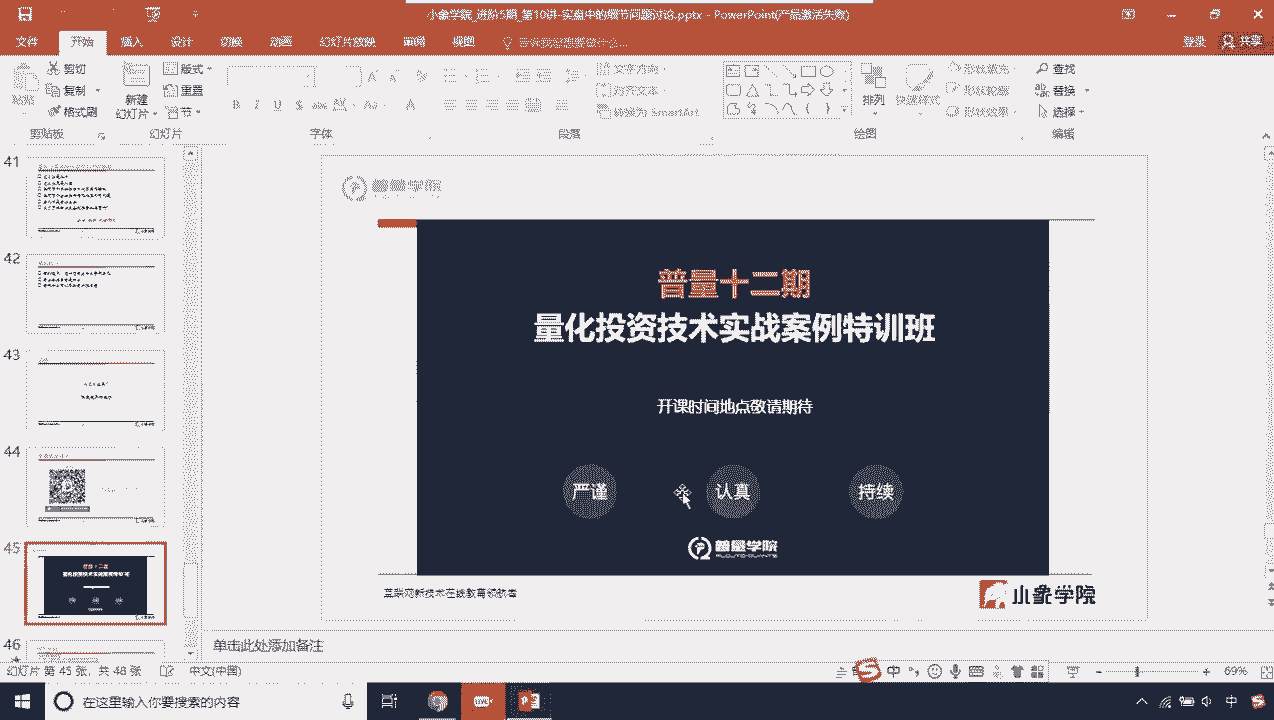 小象学院_进阶5期_第10讲-实盘中的细节问题讨论.pptx - PowerPoint(产品激活失败)
文件 开始 插入 设计 切换 动画 幻灯片放映 审阅 视图 告诉我您想要做什么... 登录 共享
粘贴 剪切 复制 格式刷 新建 幻灯片 版式 重置 节
B I U S abc AV A
文字方向
对齐文本
转换为 SmartArt
排列 快速样式 形状填充 形状轮廓 形状效果
查找
替换
选择
剪贴板 幻灯片 字体 段落 绘图 编辑
41
42
43
44
45
46
普量学院
普量十二期
量化投资技术实战案例特训班
开课时间地点敬请期待
严谨 认真 持续
普量学院
互联网新技术在线教育领航者
小象学院
单击此处添加备注
幻灯片 第 45 张, 共 48 张 中文(中国) 中 69%
在这里输入你要搜索的内容 中